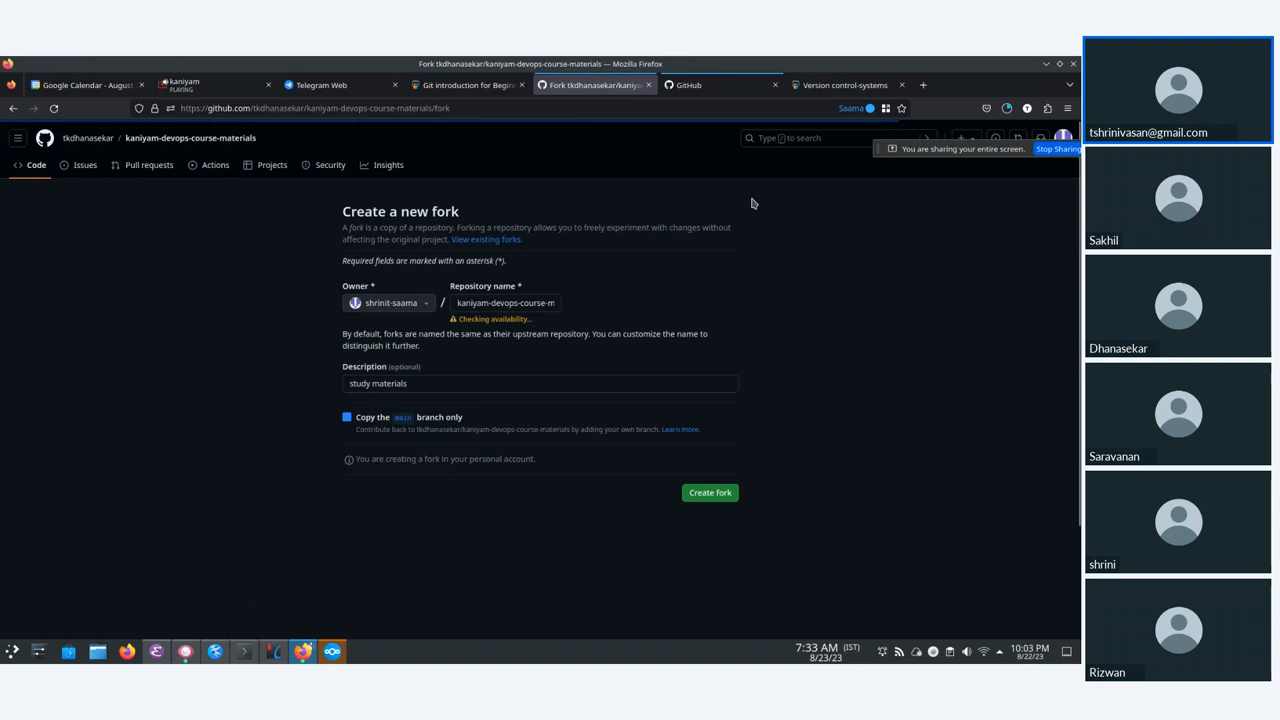 Fork tkdhanasekar/kaniyam-devops-course-materials — Mozilla Firefox
Google Calendar - August
kaniyam
PLAYING
Telegram Web
Git introduction for Begin
Fork tkdhanasekar/kaniya
GitHub
Version control-systems
https://github.com/tkdhanasekar/kaniyam-devops-course-materials/fork
Saama
tkdhanasekar / kaniyam-devops-course-materials
Type / to search
You are sharing your entire screen.
Stop Sharing
Code
Issues
Pull requests
Actions
Projects
Security
Insights
Create a new fork
A fork is a copy of a repository. Forking a repository allows you to freely experiment with changes without
affecting the original project. View existing forks.
Required fields are marked with an asterisk (*).
Owner *
Repository name *
shrinit-saama
/
kaniyam-devops-course-m
Checking availability...
By default, forks are named the same as their upstream repository. You can customize the name to
distinguish it further.
Description (optional)
study materials
Copy the main branch only
Contribute back to tkdhanasekar/kaniyam-devops-course-materials by adding your own branch. Learn more.
You are creating a fork in your personal account.
Create fork
7:33 AM (IST)
8/23/23
10:03 PM
8/22/23
tshrinivasan@gmail.com
Sakhil
Dhanasekar
Saravanan
shrini
Rizwan